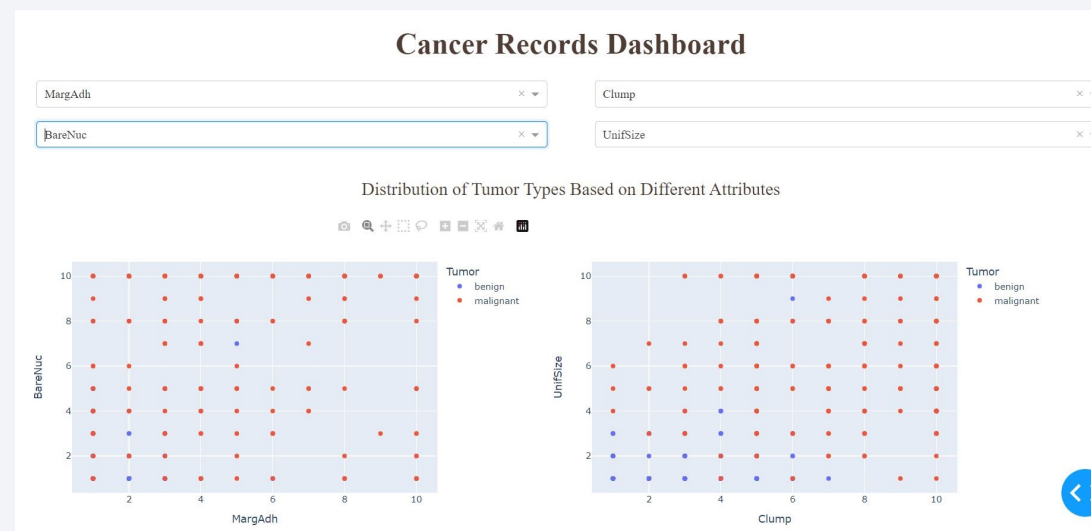 Cancer Records Dashboard
MargAdh
Clump
BareNuc
UnifSize
Distribution of Tumor Types Based on Different Attributes
Tumor
benign
malignant
10
8
6
4
2
BareNuc
2 4 6 8 10
MargAdh
Tumor
benign
malignant
10
8
6
4
2
UnifSize
2 4 6 8 10
Clump